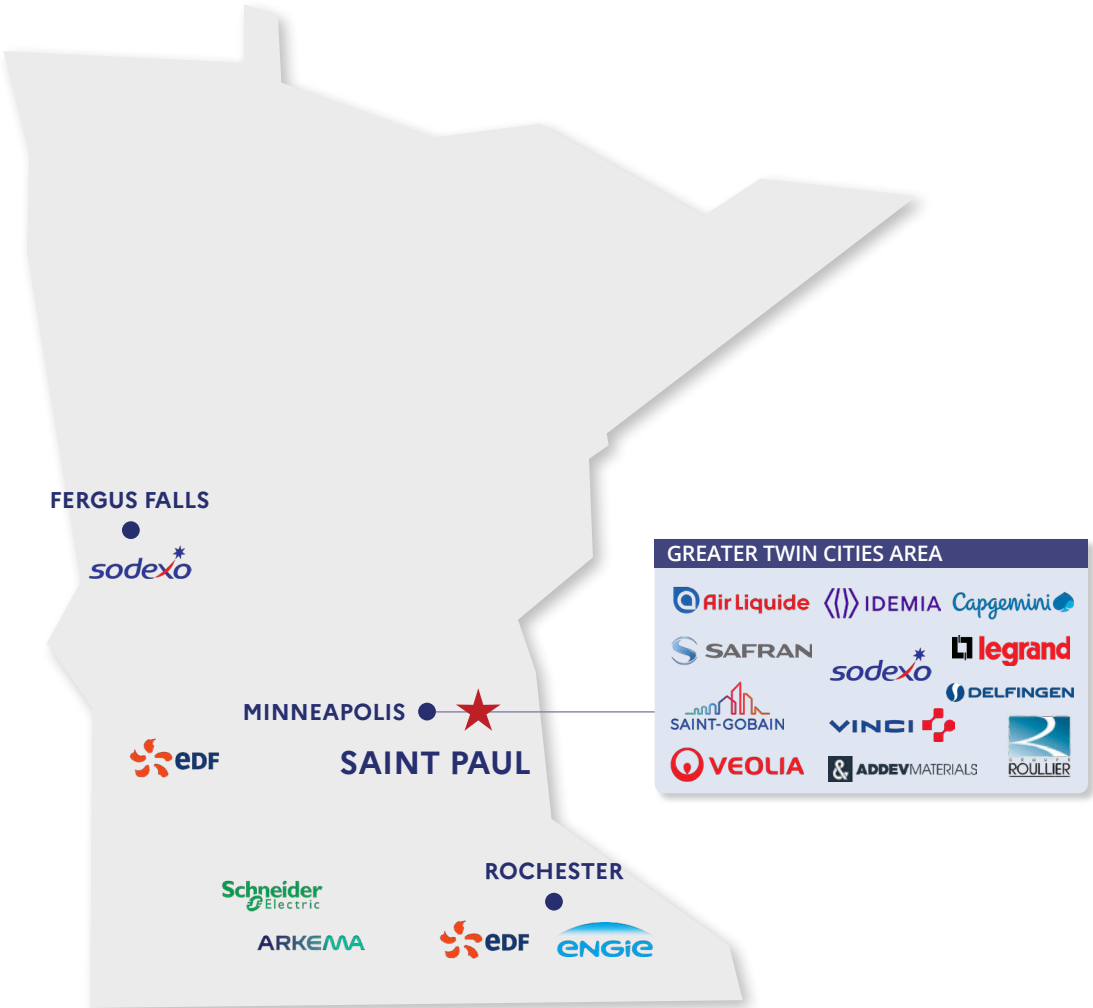 FERGUS FALLS
sodexo
GREATER TWIN CITIES AREA
Air Liquide
IDEMIA
Capgemini
SAFRAN
sodexo
legrand
DELFINGEN
SAINT-GOBAIN
VINCI
VEOLIA
& ADDEVMATERIALS
GROUPE
ROULLIER
MINNEAPOLIS
SAINT PAUL
eDF
ROCHESTER
Schneider
Electric
ARKEMA
eDF
ENGIE